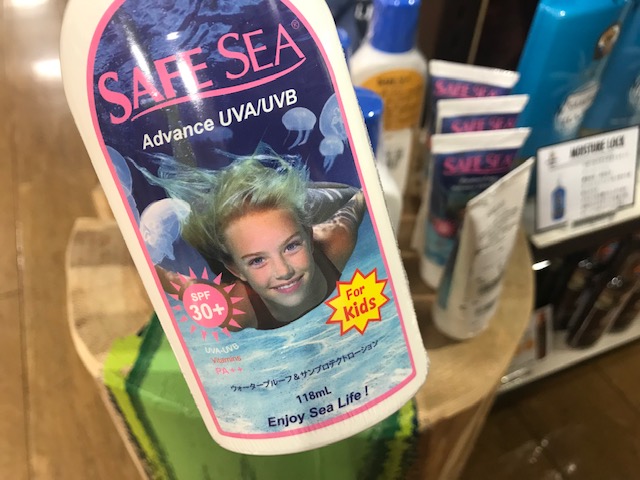 SAFE SEA®
Advance UVA/UVB
SPF
30+
UVA+UVB
PA++
For
Kids
ウォータープルーフ&サンプロテクトローション
118mL
Enjoy Sea Life !
SAFE SEA
MOISTURE LOCK